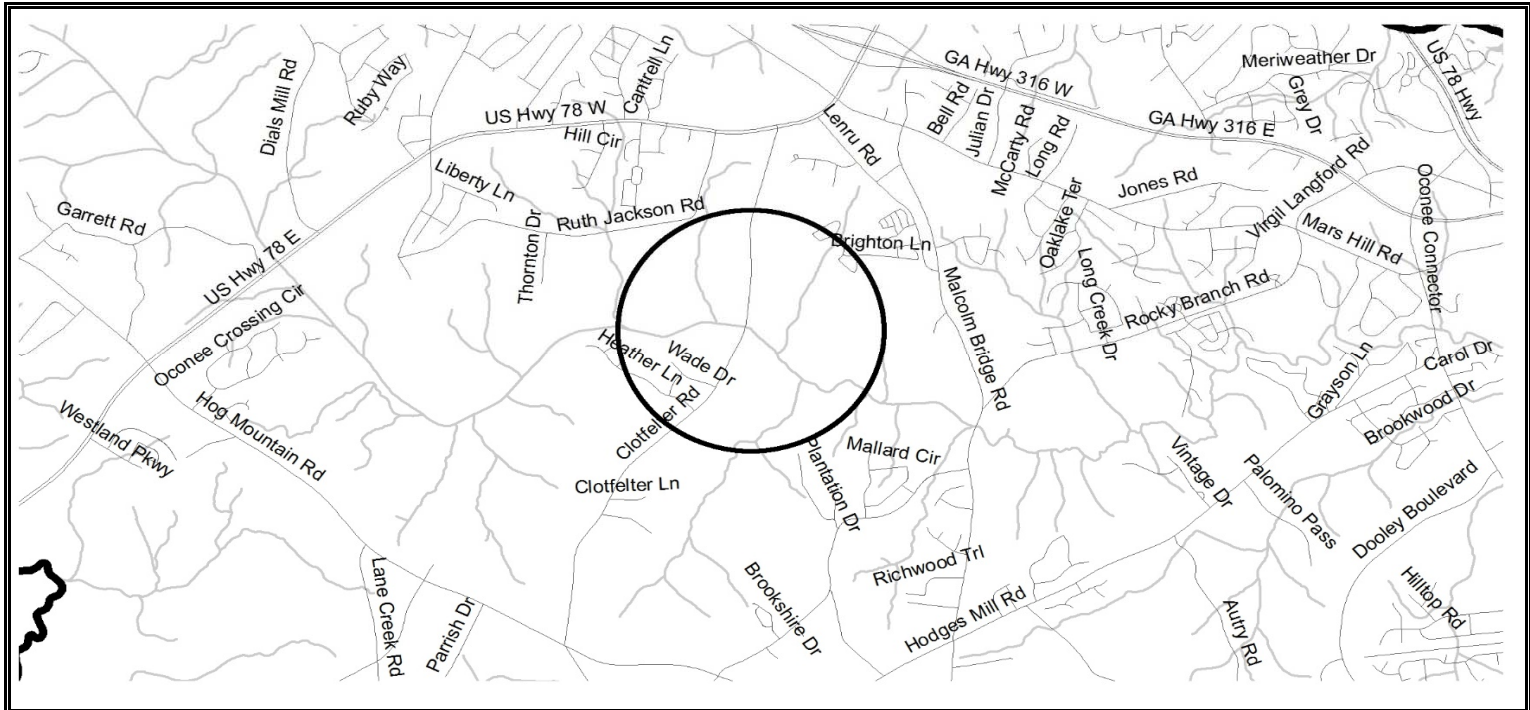 US 78 Hwy
Meriweather Dr
GA Hwy 316 W
Grey Dr
Cantrell Ln
Ruby Way
Dials Mill Rd
US Hwy 78 W
Hill Cir
Lenru Rd
Bell Rd
Julian Dr
McCarty Rd
Long Rd
GA Hwy 316 E
Liberty Ln
Jones Rd
Virgil Langford Rd
Oconee Connector
Garrett Rd
Thornton Dr
Ruth Jackson Rd
Brighton Ln
Oaklake Ter
Mars Hill Rd
US Hwy 78 E
Oconee Crossing Cir
Malcolm Bridge Rd
Long Creek Dr
Rocky Branch Rd
Heather Ln
Wade Dr
Grayson Ln
Carol Dr
Brookwood Dr
Westland Pkwy
Hog Mountain Rd
Clotfelter Rd
Clotfelter Ln
Plantation Dr
Mallard Cir
Vintage Dr
Palomino Pass
Dooley Boulevard
Lane Creek Rd
Parrish Dr
Brookshire Dr
Richwood Trl
Hodges Mill Rd
Autry Rd
Hilltop Rd